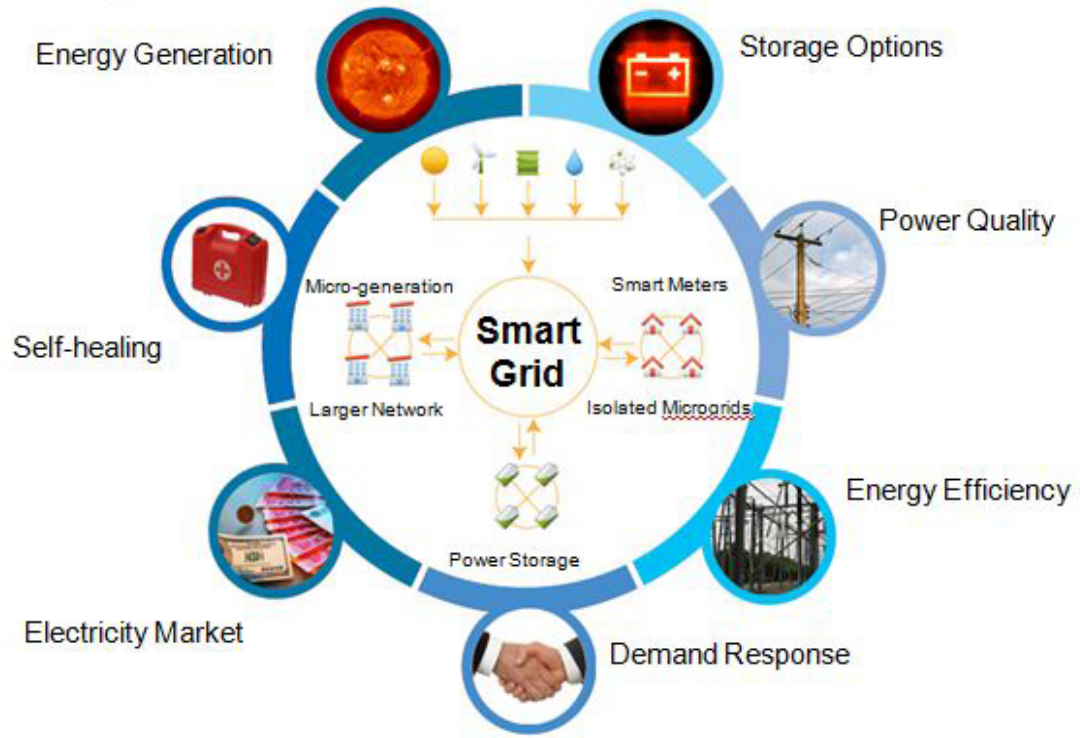 Energy Generation
Storage Options
Power Quality
Micro-generation
Smart Meters
Smart
Grid
Self-healing
Larger Network
Isolated Microgrids
Energy Efficiency
Power Storage
Electricity Market
Demand Response